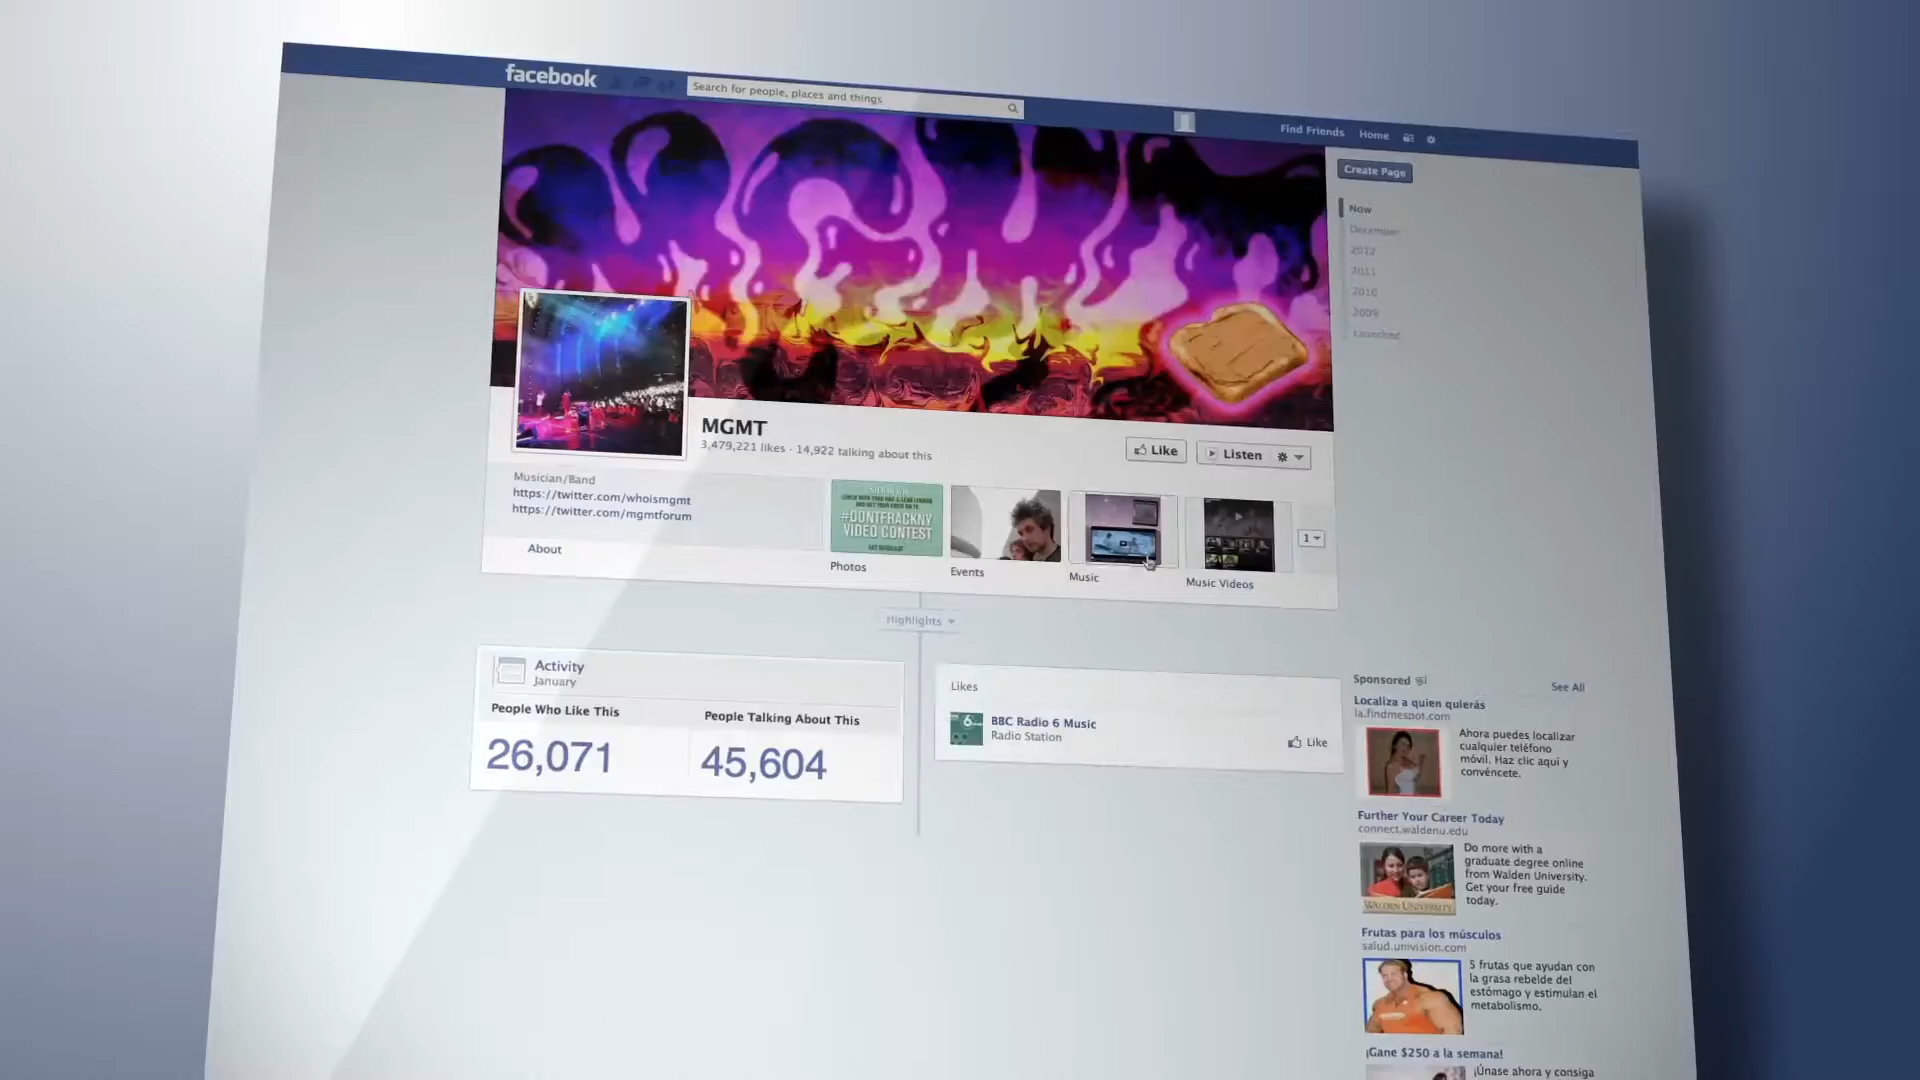 facebook
Search for people, places and things
Find Friends Home
Create Page
Now
December
2012
2011
2010
2009
Launched
MGMT
3,479,221 likes · 14,922 talking about this
Like
Listen
Musician/Band
https://twitter.com/whoismgmt
https://twitter.com/mgmtforum
About
#DONTFRACKNY
VIDEO CONTEST
Photos
Events
Music
Music Videos
1
Highlights
Activity
January
People Who Like This
People Talking About This
26,071
45,604
Likes
6
BBC Radio 6 Music
Radio Station
Like
Sponsored
See All
Localiza a quien quierás
la.findmespot.com
Ahora puedes localizar
cualquier teléfono
móvil. Haz clic aquí y
convéncete.
Further Your Career Today
connect.waldenu.edu
Do more with a
graduate degree online
from Walden University.
Get your free guide
today.
WALDEN UNIVERSITY
Frutas para los músculos
salud.univision.com
5 frutas que ayudan con
la grasa rebelde del
estómago y estimulan el
metabolismo.
¡Gane $250 a la semana!
¡Únase ahora y consiga